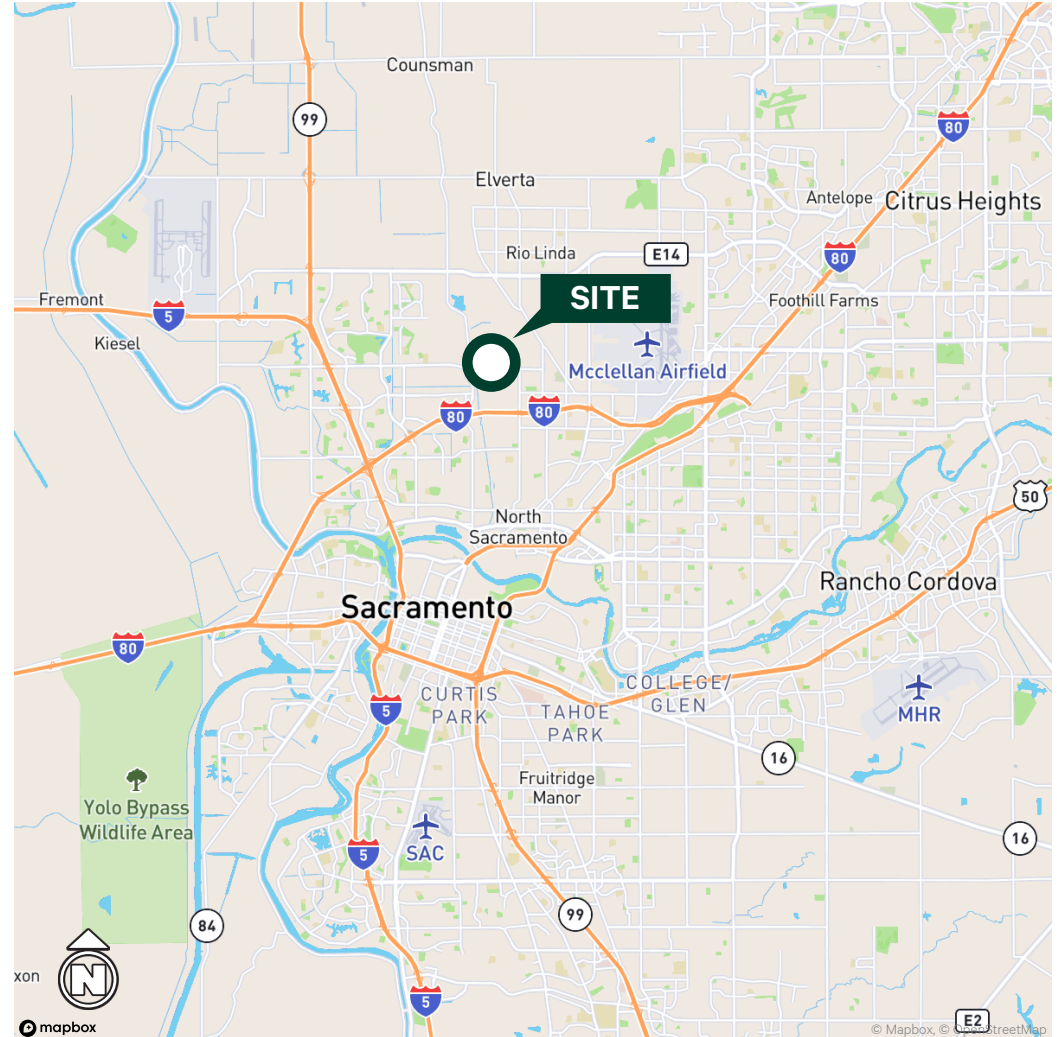 Counsman
99
80
Elverta
Antelope
Citrus Heights
Rio Linda
E14
80
SITE
Fremont
5
Foothill Farms
Kiesel
Mcclellan Airfield
80
80
50
North
Sacramento
Rancho Cordova
Sacramento
80
COLLEGE/
GLEN
CURTIS
PARK
5
TAHOE
PARK
MHR
16
Fruitridge
Manor
Yolo Bypass
Wildlife Area
SAC
16
5
99
84
xon
N
5
E2
mapbox
© Mapbox, © OpenStreetMap